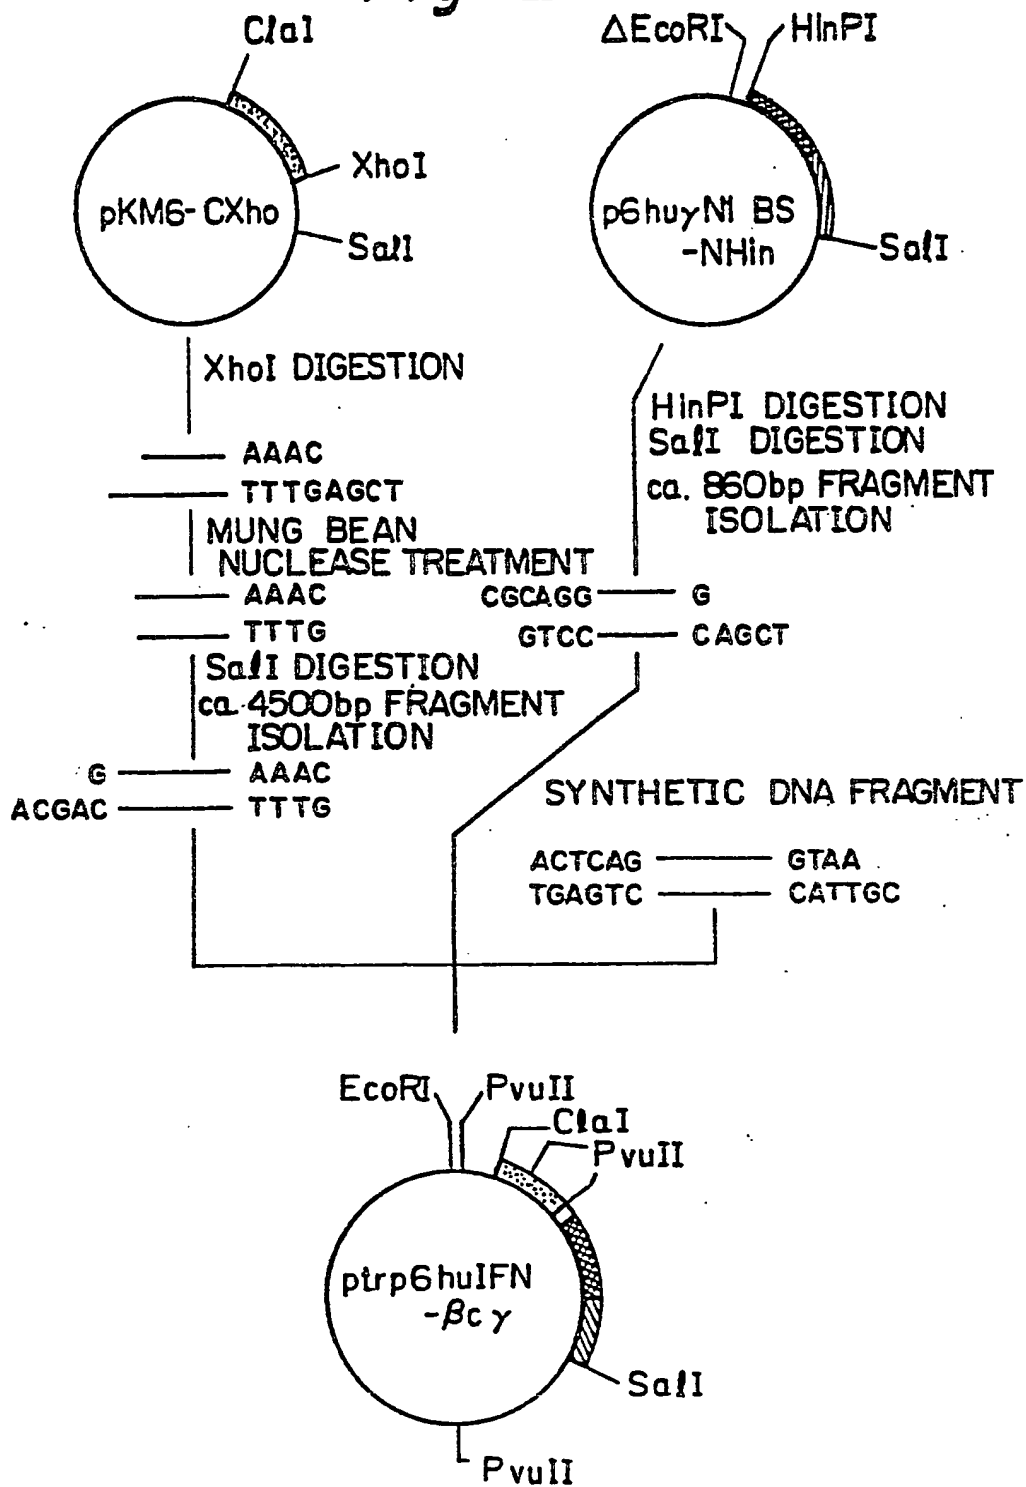 ClaI
ΔEcoRI
HinPI
XhoI
pKM6-CXho
SalI
p6huγN1 BS
-NHin
SalI
XhoI DIGESTION
HinPI DIGESTION
SalI DIGESTION
ca. 860bp FRAGMENT
ISOLATION
AAAC
TTTGAGCT
MUNG BEAN
NUCLEASE TREATMENT
AAAC
TTTG
CGCAGG G
GTCC CAGCT
SalI DIGESTION
ca. 4500bp FRAGMENT
ISOLATION
G AAAC
ACGAC TTTG
SYNTHETIC DNA FRAGMENT
ACTCAG GTAA
TGAGTC CATTGC
EcoRI
PvuII
ClaI
PvuII
ptrp6huIFN
-βcγ
SalI
PvuII